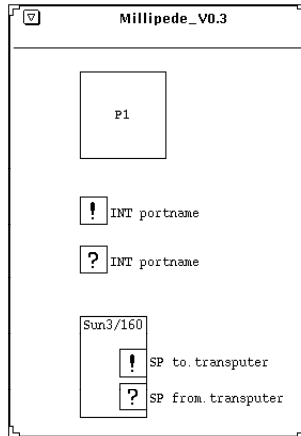 Millipede_V0.3
P1
! INT portname
? INT portname
Sun3/160
! SP to.transputer
? SP from.transputer